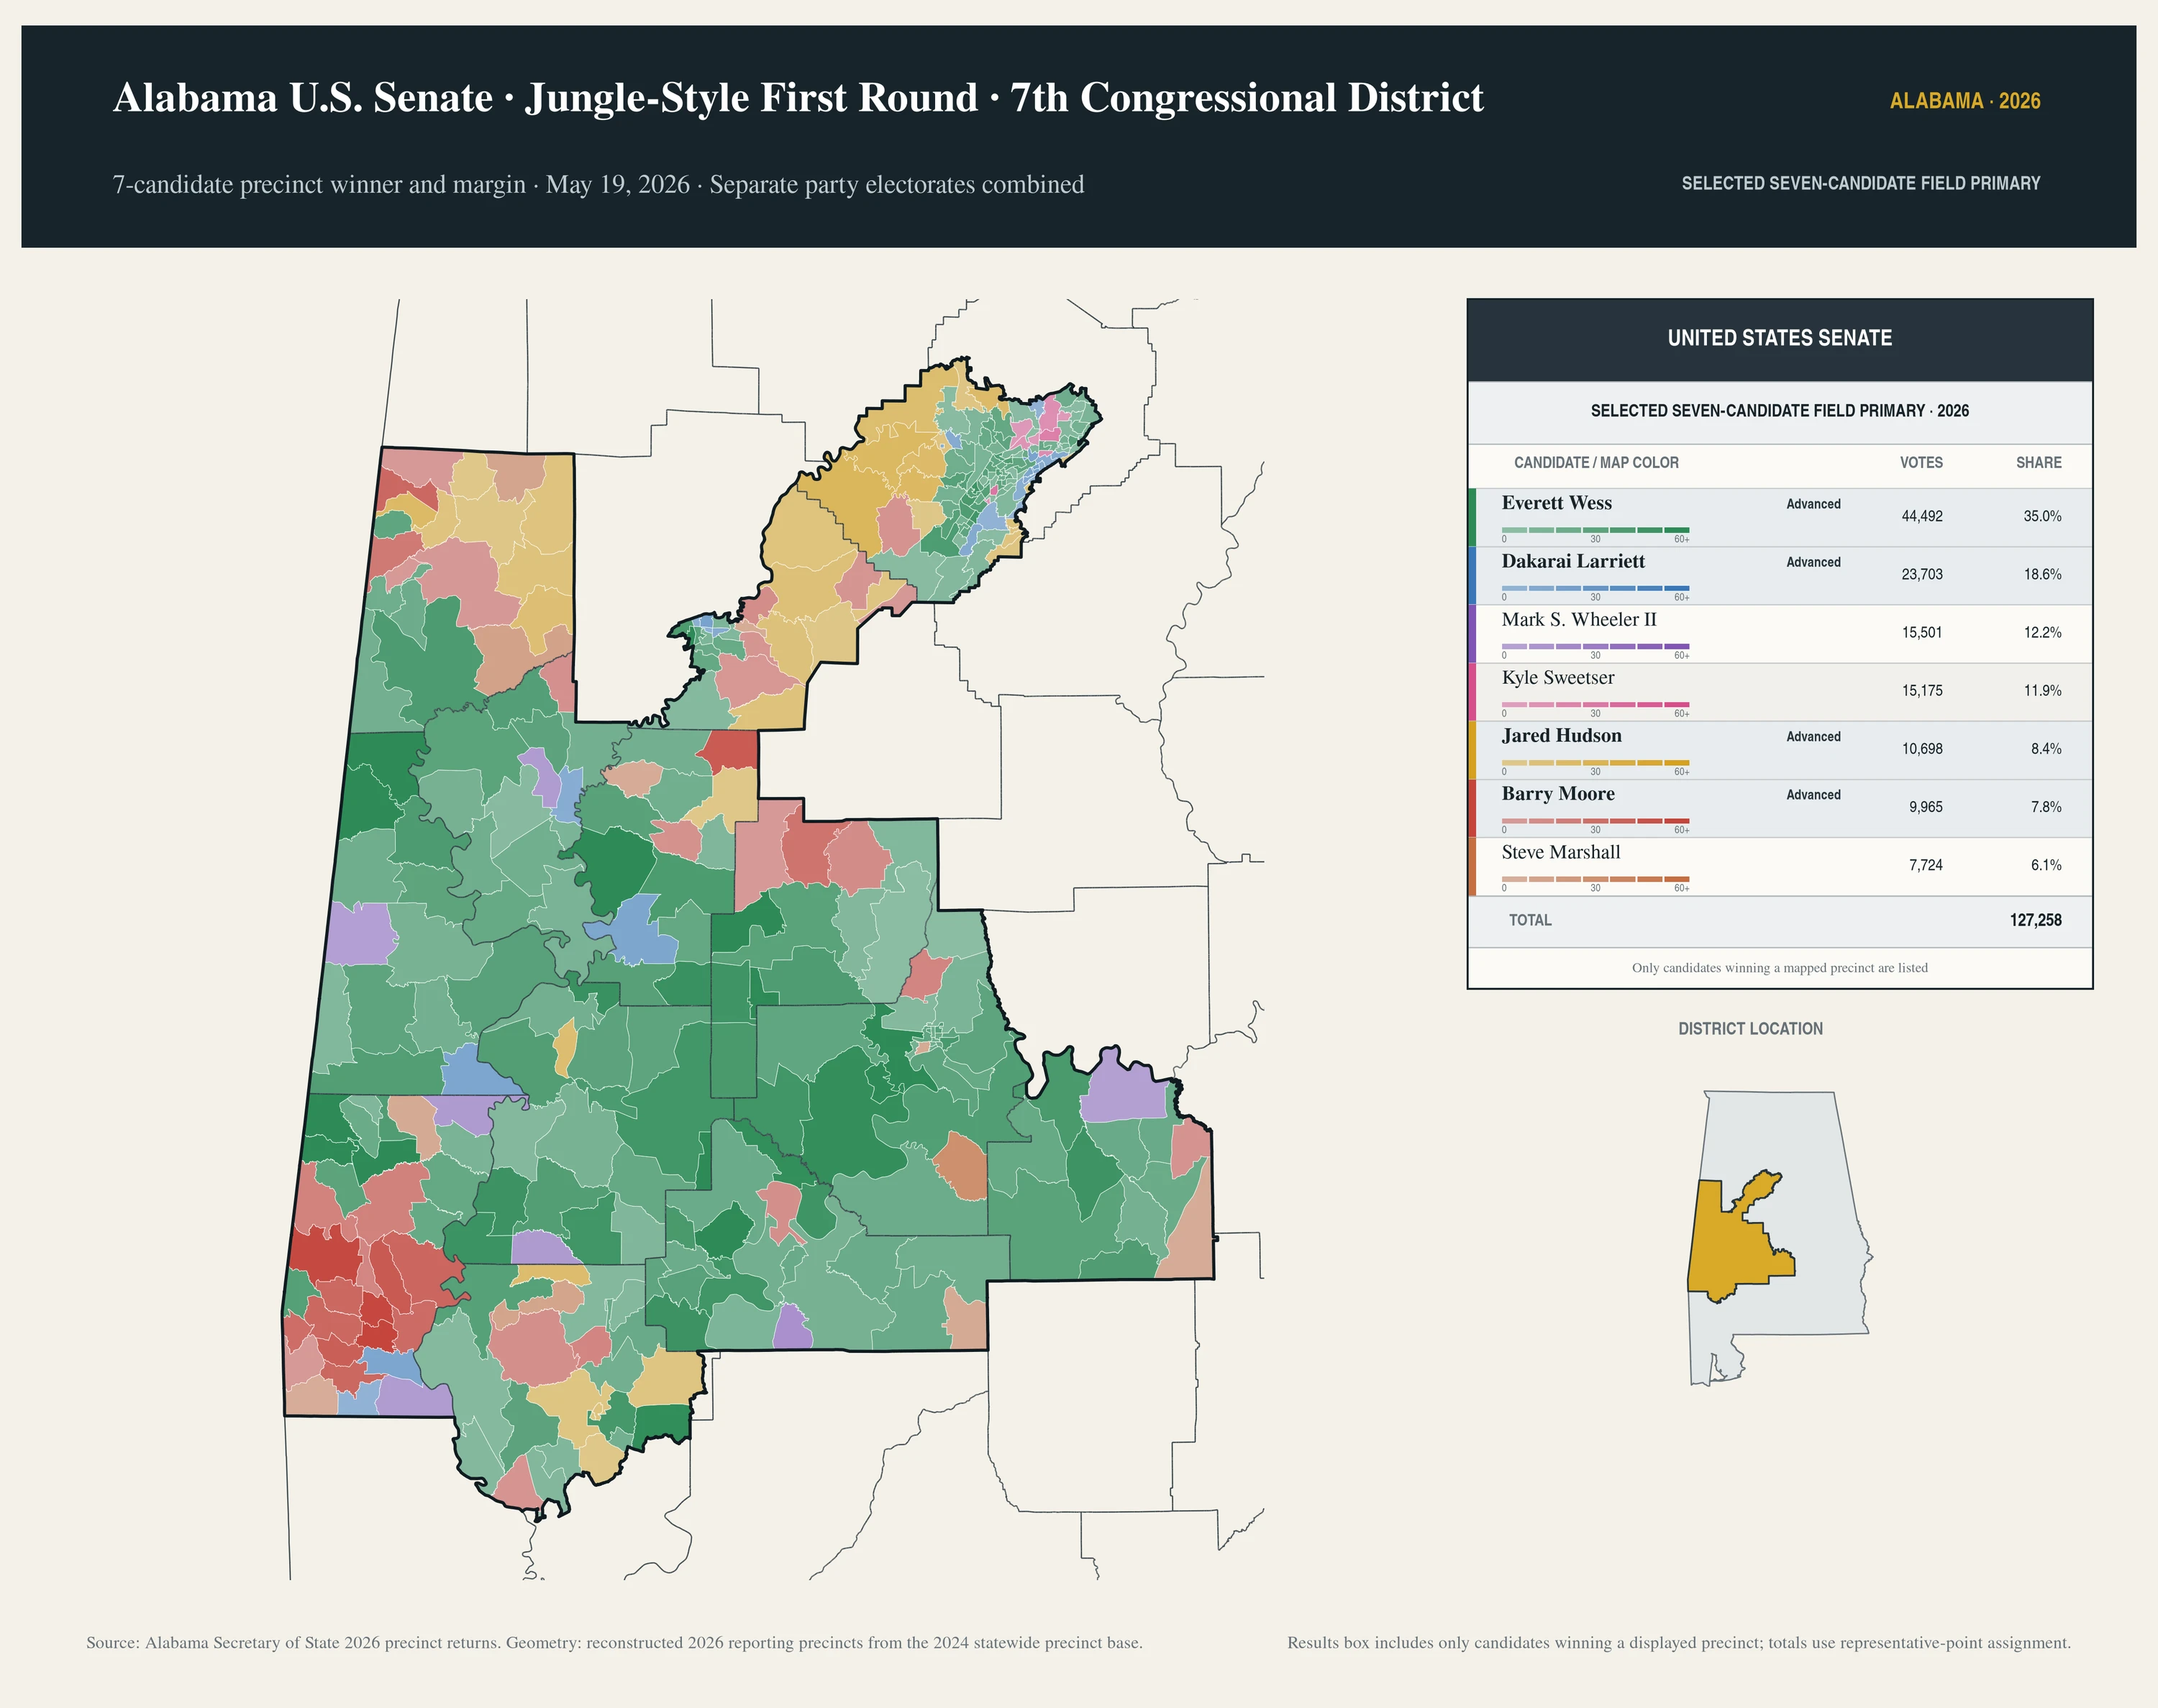 Alabama U.S. Senate · Jungle-Style First Round · 7th Congressional District
ALABAMA · 2026
7-candidate precinct winner and margin · May 19, 2026 · Separate party electorates combined
SELECTED SEVEN-CANDIDATE FIELD PRIMARY
UNITED STATES SENATE
SELECTED SEVEN-CANDIDATE FIELD PRIMARY · 2026
CANDIDATE / MAP COLOR VOTES SHARE
Everett Wess Advanced 44,492 35.0%
0 30 60+
Dakarai Larriett Advanced 23,703 18.6%
0 30 60+
Mark S. Wheeler II 15,501 12.2%
0 30 60+
Kyle Sweetser 15,175 11.9%
0 30 60+
Jared Hudson Advanced 10,698 8.4%
0 30 60+
Barry Moore Advanced 9,965 7.8%
0 30 60+
Steve Marshall 7,724 6.1%
0 30 60+
TOTAL 127,258
Only candidates winning a mapped precinct are listed
DISTRICT LOCATION
Source: Alabama Secretary of State 2026 precinct returns. Geometry: reconstructed 2026 reporting precincts from the 2024 statewide precinct base.
Results box includes only candidates winning a displayed precinct; totals use representative-point assignment.